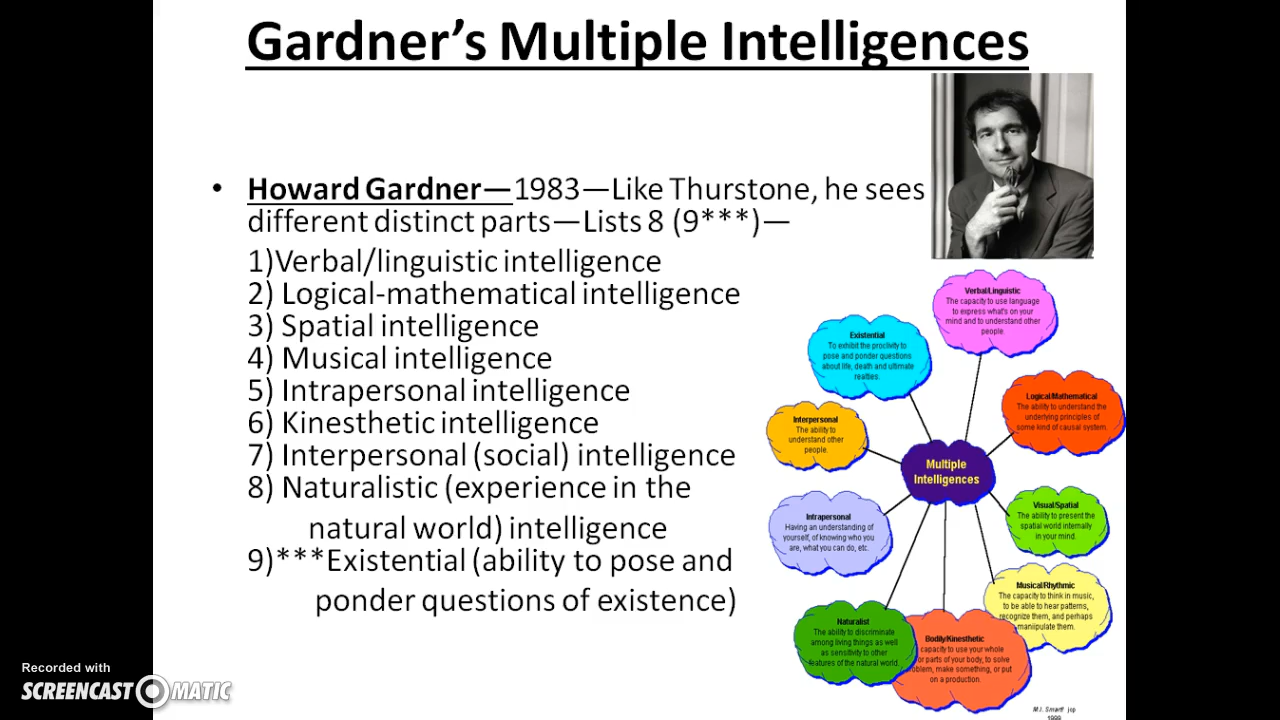 Gardner's Multiple Intelligences
• Howard Gardner—1983—Like Thurstone, he sees
different distinct parts—Lists 8 (9***)—
1)Verbal/linguistic intelligence
2) Logical-mathematical intelligence
3) Spatial intelligence
4) Musical intelligence
5) Intrapersonal intelligence
6) Kinesthetic intelligence
7) Interpersonal (social) intelligence
8) Naturalistic (experience in the
natural world) intelligence
9)***Existential (ability to pose and
ponder questions of existence)
Verbal/Linguistic
The capacity to use language
to express what's on your
mind and to understand other
people.
Existential
To exhibit the proclivity to
pose and ponder questions
about life, death and ultimate
realties.
Logical/Mathematical
The ability to understand the
underlying principles of
some kind of causal system.
Interpersonal
The ability to
understand other
people.
Multiple
Intelligences
Visual/Spatial
The ability to present the
spatial world internally
in your mind.
Intrapersonal
Having an understanding of
yourself, of knowing who you
are, what you can do, etc.
Musical/Rhythmic
The capacity to think in music,
to be able to hear patterns,
recognize them, and perhaps
manipulate them.
Naturalist
The ability to discriminate
among living things as well
as sensitivity to other
features of the natural world.
Bodily/Kinesthetic
capacity to use your whole
or parts of your body, to solve
oblem, make something, or put
on a production.
M.I. Smart! jop
1999
Recorded with
SCREENCAST-O-MATIC